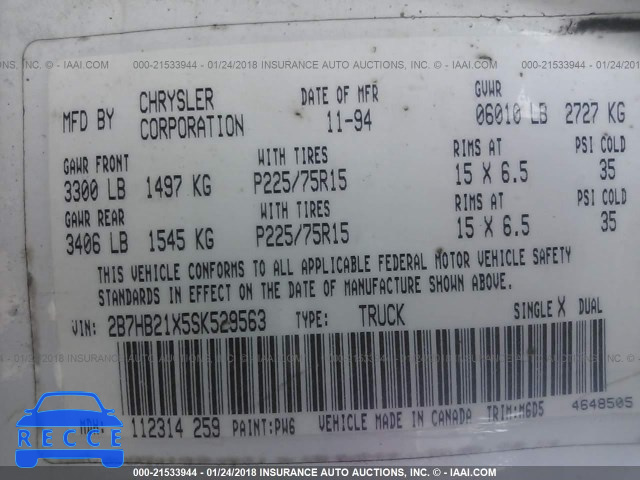 000-21533944 - 01/24/2018 INSURANCE AUTO AUCTIONS, INC. - © IAAI.COM
MFD BY CHRYSLER CORPORATION DATE OF MFR 11-94 GVWR 06010 LB 2727 KG
GAWR FRONT WITH TIRES RIMS AT PSI COLD
3300 LB 1497 KG P225/75R15 15 X 6.5 35
GAWR REAR WITH TIRES RIMS AT PSI COLD
3406 LB 1545 KG P225/75R15 15 X 6.5 35
THIS VEHICLE CONFORMS TO ALL APPLICABLE FEDERAL MOTOR VEHICLE SAFETY
STANDARDS IN EFFECT ON THE DATE OF MANUFACTURE SHOWN ABOVE.
VIN: 2B7HB21X5SK529563 TYPE: TRUCK SINGLE X DUAL
MDH: 112314 259 PAINT: PW6 VEHICLE MADE IN CANADA TRIM: M6D5 4648505
000-21533944 - 01/24/2018 INSURANCE AUTO AUCTIONS, INC. - © IAAI.COM